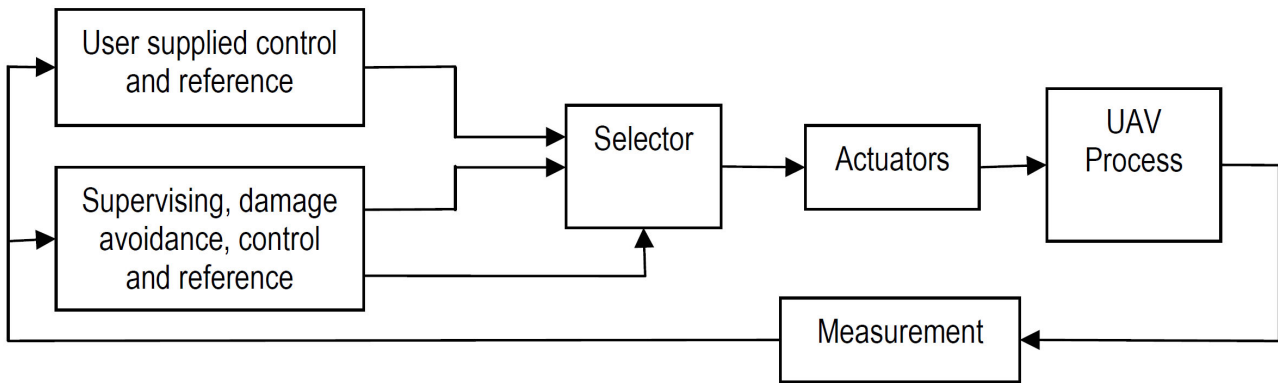 User supplied control
and reference
Supervising, damage
avoidance, control
and reference
Selector
Actuators
UAV
Process
Measurement